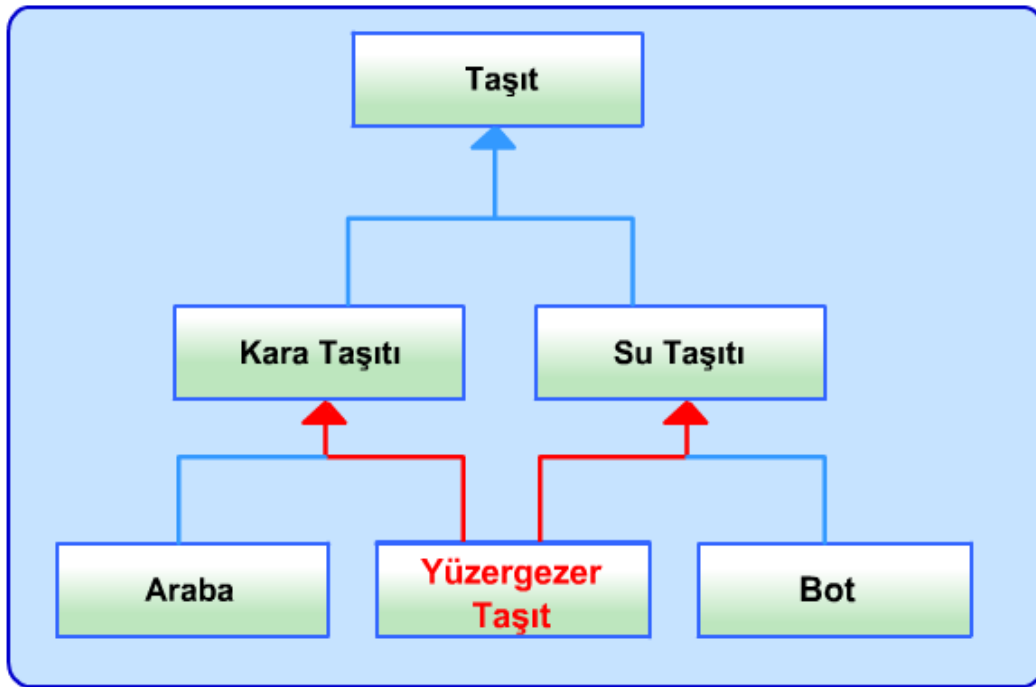 Taşıt
Kara Taşıtı
Su Taşıtı
Araba
Yüzergezer
Taşıt
Bot